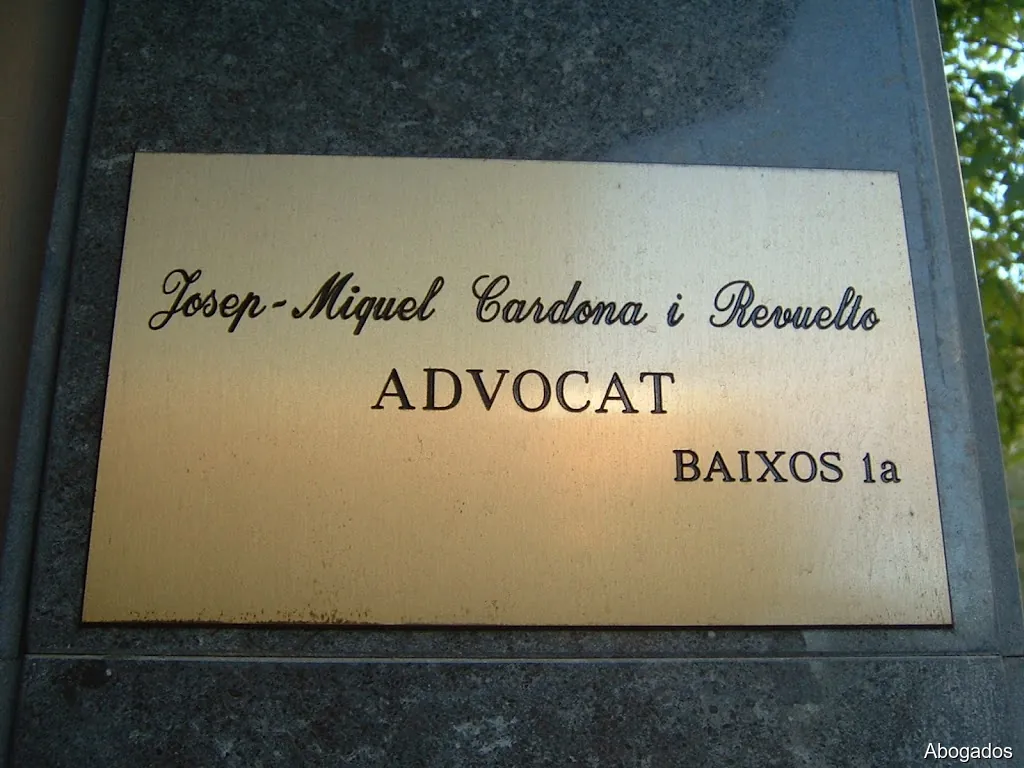 Josep-Miquel Cardona i Revuelto
ADVOCAT
BAIXOS 1a
Abogados